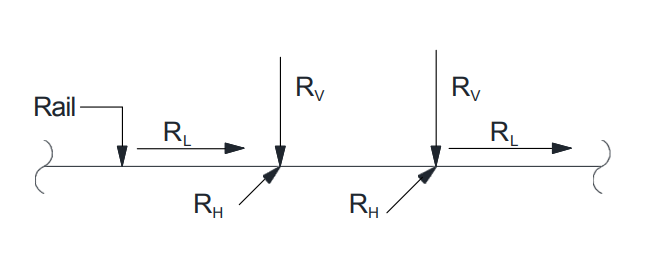 R_V R_V
Rail
R_L R_L
R_H R_H